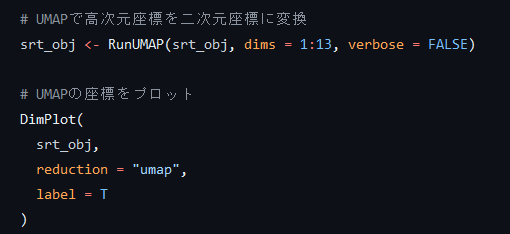 # UMAPで高次元座標を二次元座標に変換
srt_obj <- RunUMAP(srt_obj, dims = 1:13, verbose = FALSE)
# UMAPの座標をプロット
DimPlot(
srt_obj,
reduction = "umap",
label = T
)